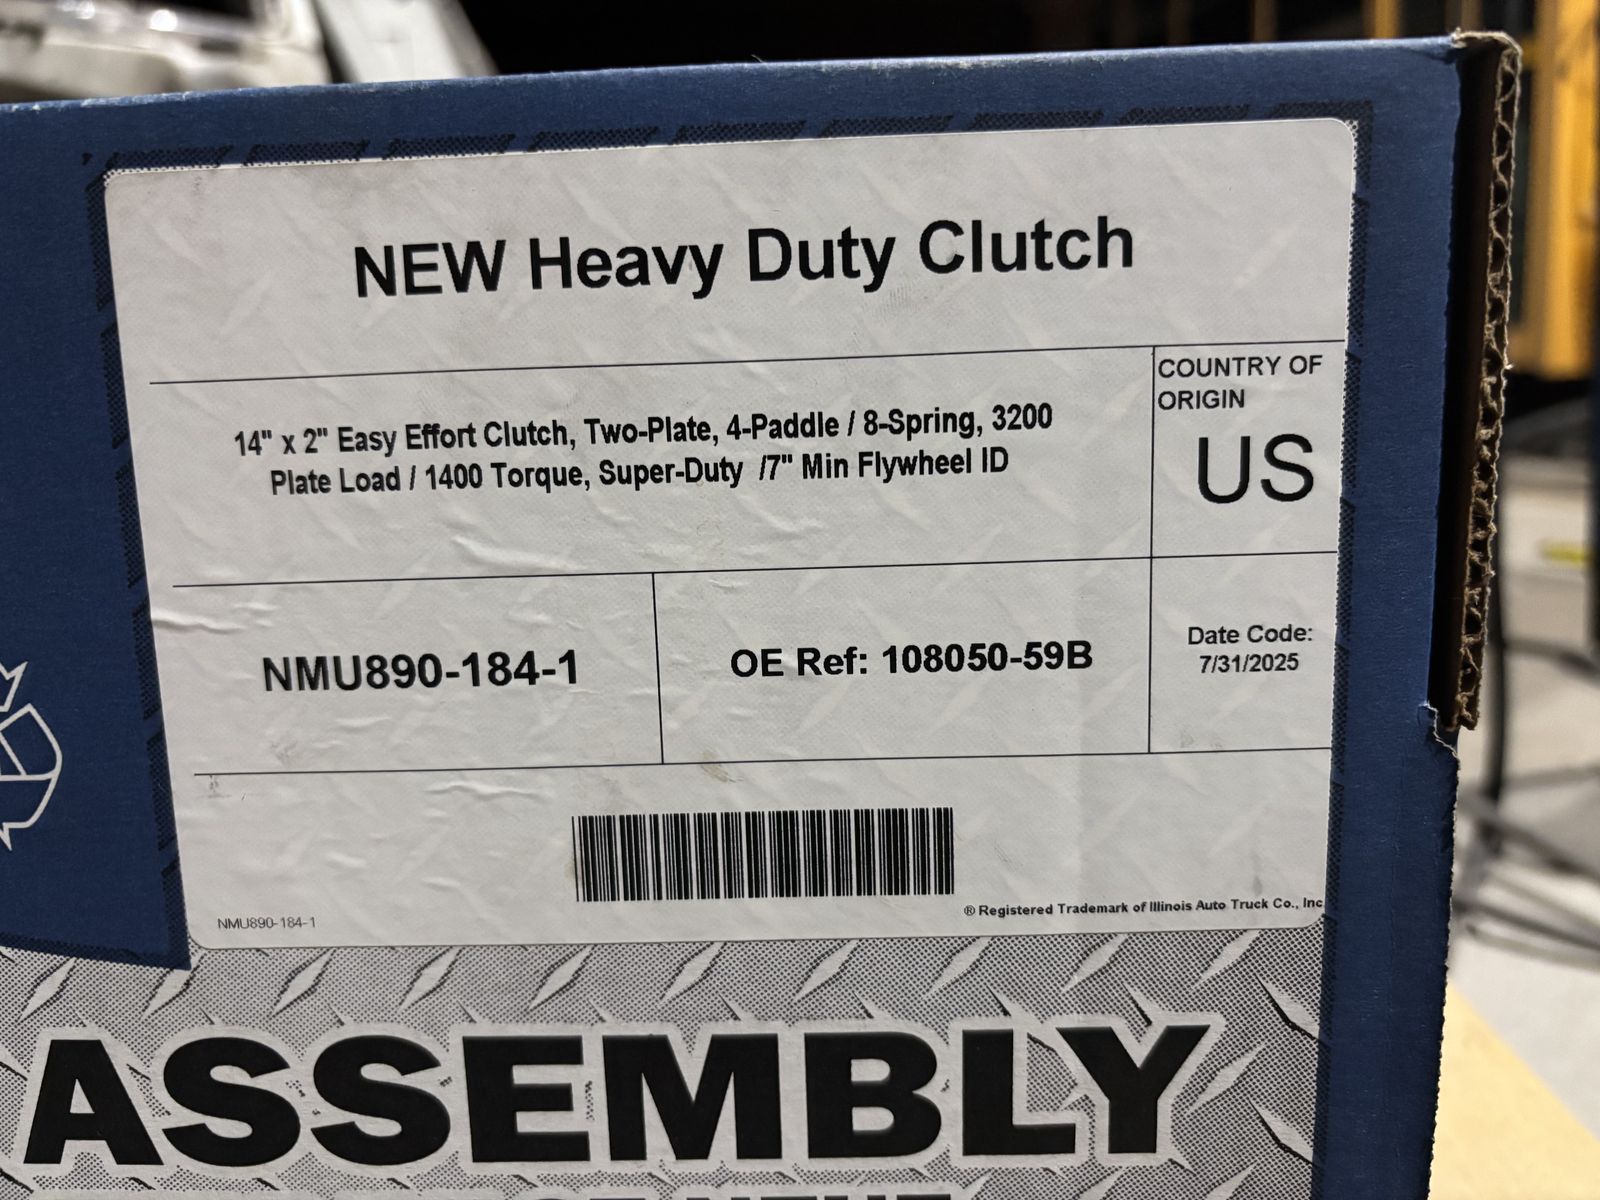 NEW Heavy Duty Clutch
14" x 2" Easy Effort Clutch, Two-Plate, 4-Paddle / 8-Spring, 3200
Plate Load / 1400 Torque, Super-Duty /7" Min Flywheel ID
COUNTRY OF
ORIGIN
US
NMU890-184-1
OE Ref: 108050-59B
Date Code:
7/31/2025
NMU890-184-1
® Registered Trademark of Illinois Auto Truck Co., Inc
ASSEMBLY